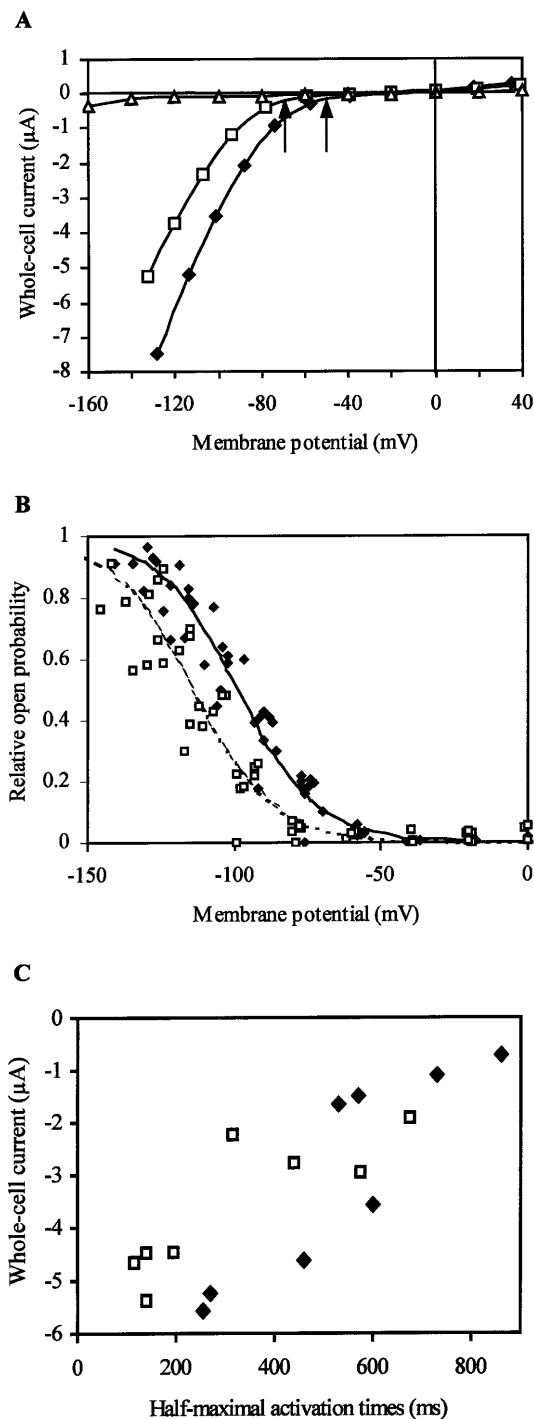 A
Whole-cell current (µA)
1
0
-1
-2
-3
-4
-5
-6
-7
-8
-160 -120 -80 -40 0 40
Membrane potential (mV)
B
Relative open probability
1
0.8
0.6
0.4
0.2
0
-150 -100 -50 0
Membrane potential (mV)
C
Whole-cell current (µA)
0
-1
-2
-3
-4
-5
-6
0 200 400 600 800
Half-maximal activation times (ms)